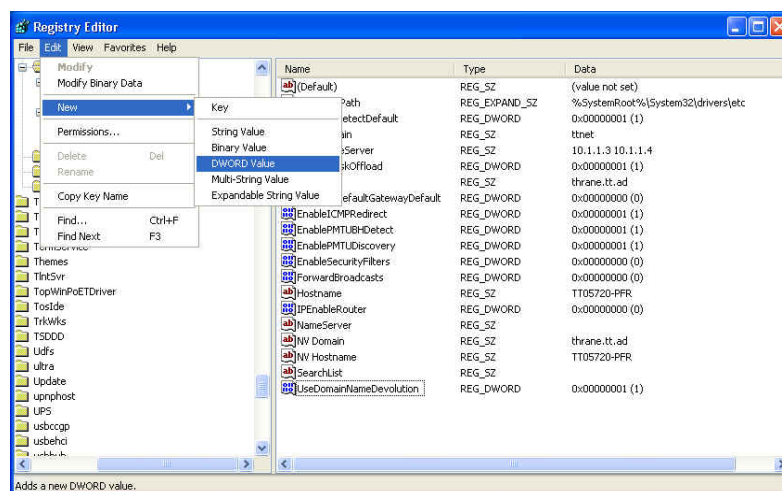 Registry Editor
File Edit View Favorites Help
Modify
Modify Binary Data
New
Permissions...
Delete Del
Rename
Copy Key Name
Find... Ctrl+F
Find Next F3
Key
String Value
Binary Value
DWORD Value
Multi-String Value
Expandable String Value
TermService
Themes
TlntSvr
TopWinPoETDriver
TosIde
TrkWks
TSDDD
Udfs
ultra
Update
upnphost
UPS
usbccgp
usbehci
usbhub
Name Type Data
(Default) REG_SZ (value not set)
Path REG_EXPAND_SZ %SystemRoot%\System32\drivers\etc
etectDefault REG_DWORD 0x00000001 (1)
ain REG_SZ ttnet
eServer REG_SZ 10.1.1.3 10.1.1.4
skOffload REG_DWORD 0x00000001 (1)
REG_SZ thrane.tt.ad
efaultGatewayDefault REG_DWORD 0x00000000 (0)
EnableICMPRedirect REG_DWORD 0x00000001 (1)
EnablePMTUBHDetect REG_DWORD 0x00000000 (0)
EnablePMTUDiscovery REG_DWORD 0x00000001 (1)
EnableSecurityFilters REG_DWORD 0x00000000 (0)
ForwardBroadcasts REG_DWORD 0x00000000 (0)
Hostname REG_SZ TT05720-PFR
IPEnableRouter REG_DWORD 0x00000000 (0)
NameServer REG_SZ
NV Domain REG_SZ thrane.tt.ad
NV Hostname REG_SZ TT05720-PFR
SearchList REG_SZ
UseDomainNameDevolution REG_DWORD 0x00000001 (1)
Adds a new DWORD value.